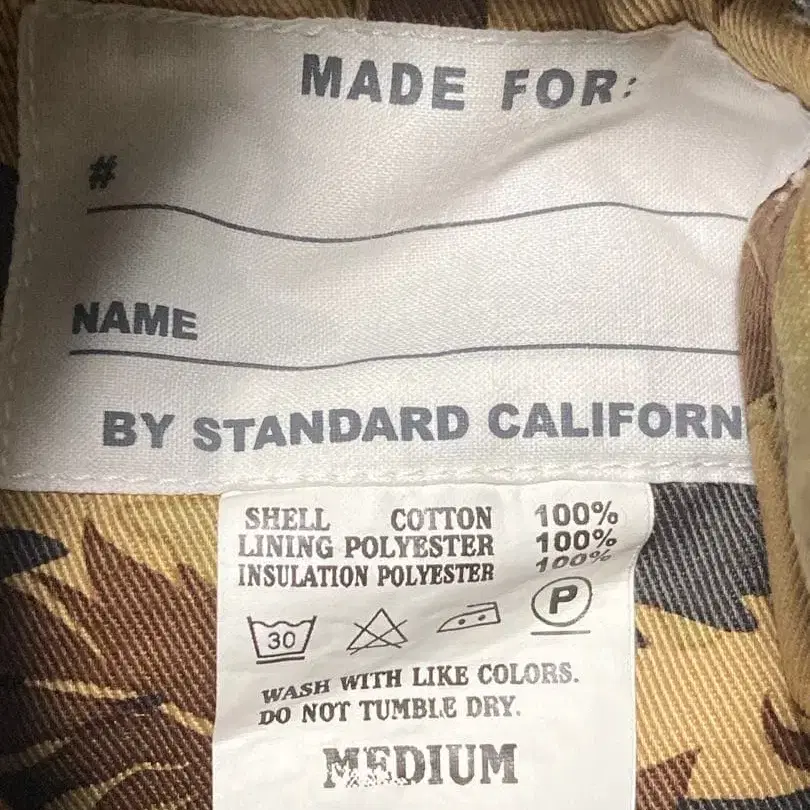 MADE FOR:
#
NAME
BY STANDARD CALIFORN
SHELL COTTON 100%
LINING POLYESTER 100%
INSULATION POLYESTER 100%
30
P
WASH WITH LIKE COLORS.
DO NOT TUMBLE DRY.
MEDIUM